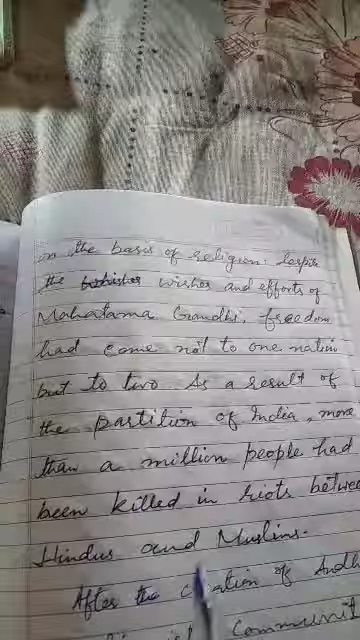 on the basis of religion. Despite
the wishes and efforts of
Mahatama Gandhi, freedom
had come not to one nation
but to two. As a result of
the partition of India, more
than a million people had
been killed in riots betwee
Hindus and Muslims.
After the of Andh
Communit